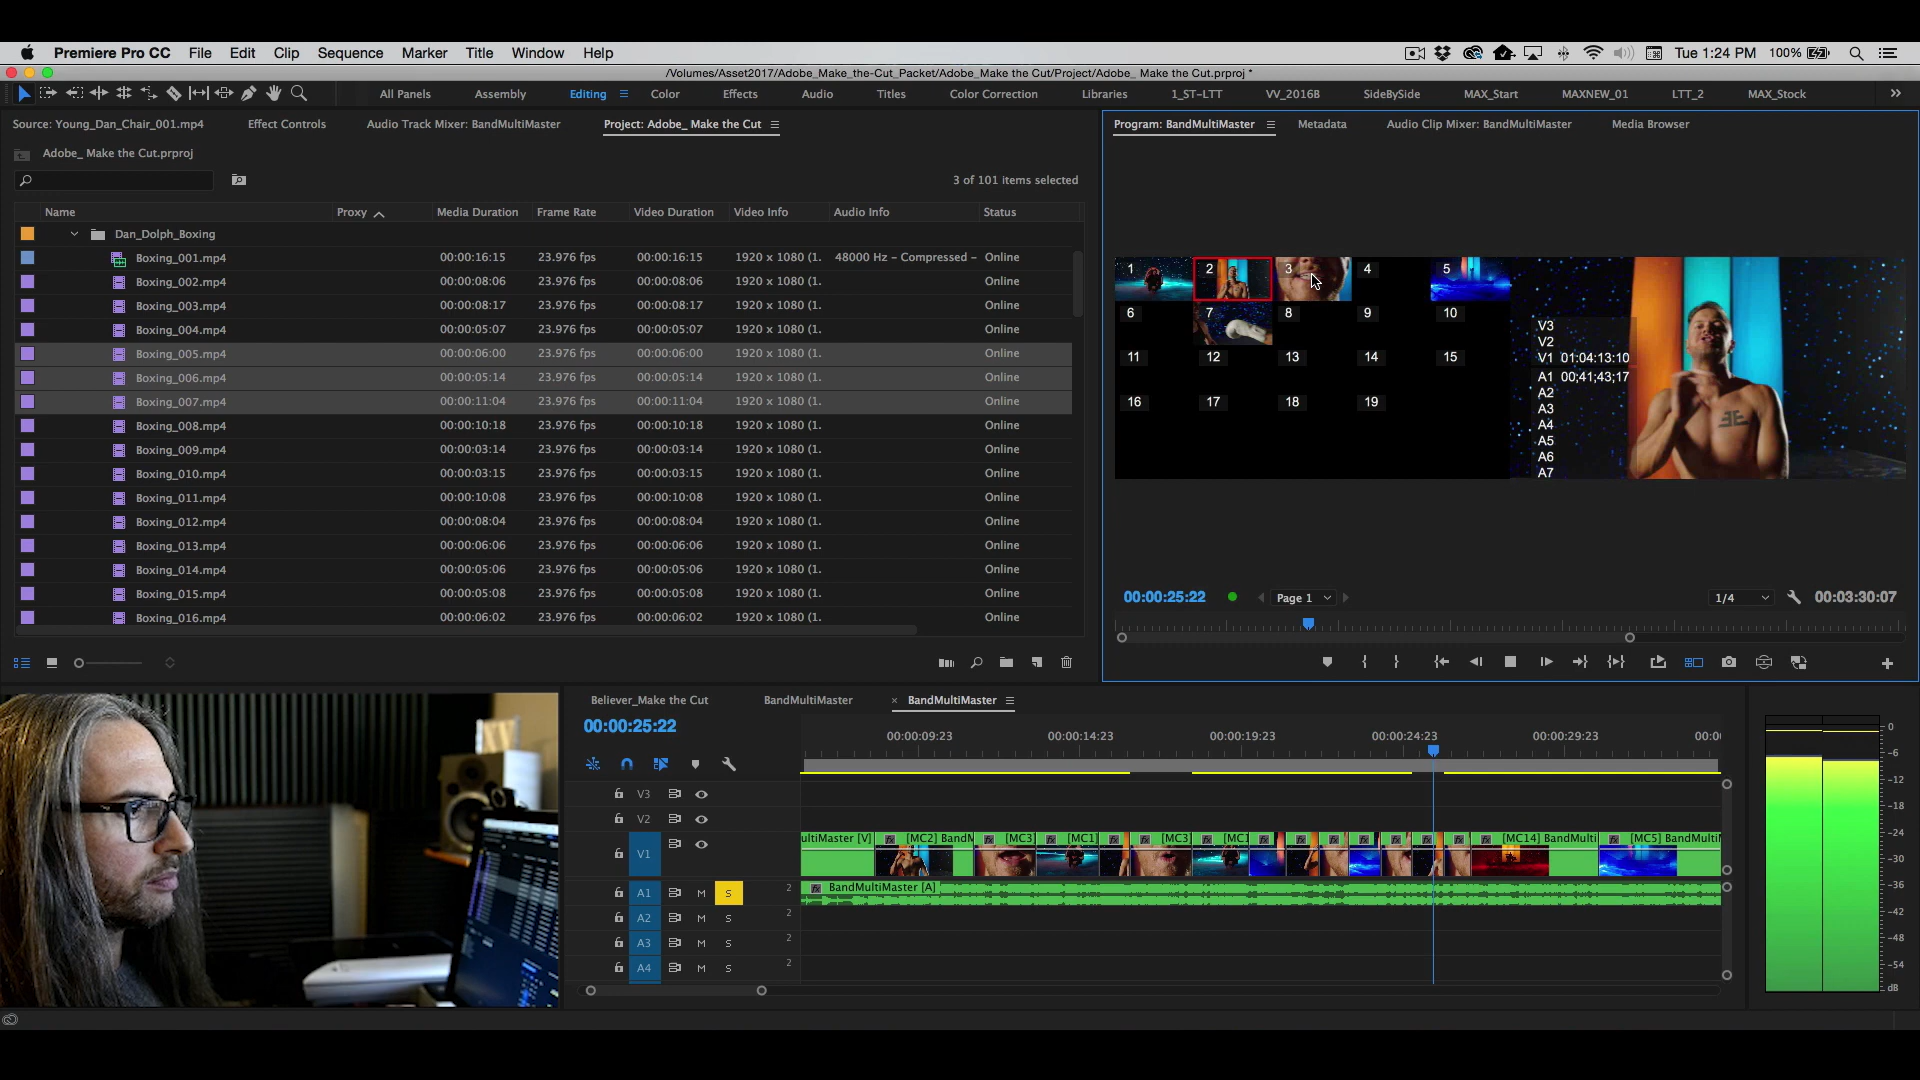 Premiere Pro CC File Edit Clip Sequence Marker Title Window Help Tue 1:24 PM 100%
/Volumes/Asset2017/Adobe_Make_the-Cut_Packet/Adobe_Make the Cut/Project/Adobe_ Make the Cut.prproj *
All Panels Assembly Editing Color Effects Audio Titles Color Correction Libraries 1_ST-LTT VV_2016B SideBySide MAX_Start MAXNEW_01 LTT_2 MAX_Stock
Source: Young_Dan_Chair_001.mp4 Effect Controls Audio Track Mixer: BandMultiMaster Project: Adobe_ Make the Cut
Adobe_ Make the Cut.prproj
3 of 101 items selected
Name Proxy Media Duration Frame Rate Video Duration Video Info Audio Info Status
Dan_Dolph_Boxing
Boxing_001.mp4 00:00:16:15 23.976 fps 00:00:16:15 1920 x 1080 (1. 48000 Hz - Compressed - Online
Boxing_002.mp4 00:00:08:06 23.976 fps 00:00:08:06 1920 x 1080 (1. Online
Boxing_003.mp4 00:00:08:17 23.976 fps 00:00:08:17 1920 x 1080 (1. Online
Boxing_004.mp4 00:00:05:07 23.976 fps 00:00:05:07 1920 x 1080 (1. Online
Boxing_005.mp4 00:00:06:00 23.976 fps 00:00:06:00 1920 x 1080 (1. Online
Boxing_006.mp4 00:00:05:14 23.976 fps 00:00:05:14 1920 x 1080 (1. Online
Boxing_007.mp4 00:00:11:04 23.976 fps 00:00:11:04 1920 x 1080 (1. Online
Boxing_008.mp4 00:00:10:18 23.976 fps 00:00:10:18 1920 x 1080 (1. Online
Boxing_009.mp4 00:00:03:14 23.976 fps 00:00:03:14 1920 x 1080 (1. Online
Boxing_010.mp4 00:00:03:15 23.976 fps 00:00:03:15 1920 x 1080 (1. Online
Boxing_011.mp4 00:00:10:08 23.976 fps 00:00:10:08 1920 x 1080 (1. Online
Boxing_012.mp4 00:00:08:04 23.976 fps 00:00:08:04 1920 x 1080 (1. Online
Boxing_013.mp4 00:00:06:06 23.976 fps 00:00:06:06 1920 x 1080 (1. Online
Boxing_014.mp4 00:00:05:06 23.976 fps 00:00:05:06 1920 x 1080 (1. Online
Boxing_015.mp4 00:00:05:08 23.976 fps 00:00:05:08 1920 x 1080 (1. Online
Boxing_016.mp4 00:00:06:02 23.976 fps 00:00:06:02 1920 x 1080 (1. Online
Program: BandMultiMaster Metadata Audio Clip Mixer: BandMultiMaster Media Browser
1 2 3 4 5
6 7 8 9 10
11 12 13 14 15
16 17 18 19
V3
V2
V1 01:04:13:10
A1 00;41;43;17
A2
A3
A4
A5
A6
A7
00:00:25:22 Page 1 1/4 00:03:30:07
Believer_Make the Cut BandMultiMaster × BandMultiMaster
00:00:25:22
00:00:09:23 00:00:14:23 00:00:19:23 00:00:24:23 00:00:29:23 00:0
V3
V2
V1
ultiMaster [V] [MC2] BandM [MC3] [MC1] [MC3 [MC1 [MC14] BandMulti [MC5] BandMultiM
A1 M S 2 BandMultiMaster [A]
A2 M S 2
A3 M S 2
A4 M S 2
0
-6
-12
-18
-24
-30
-36
-42
-48
-54
dB